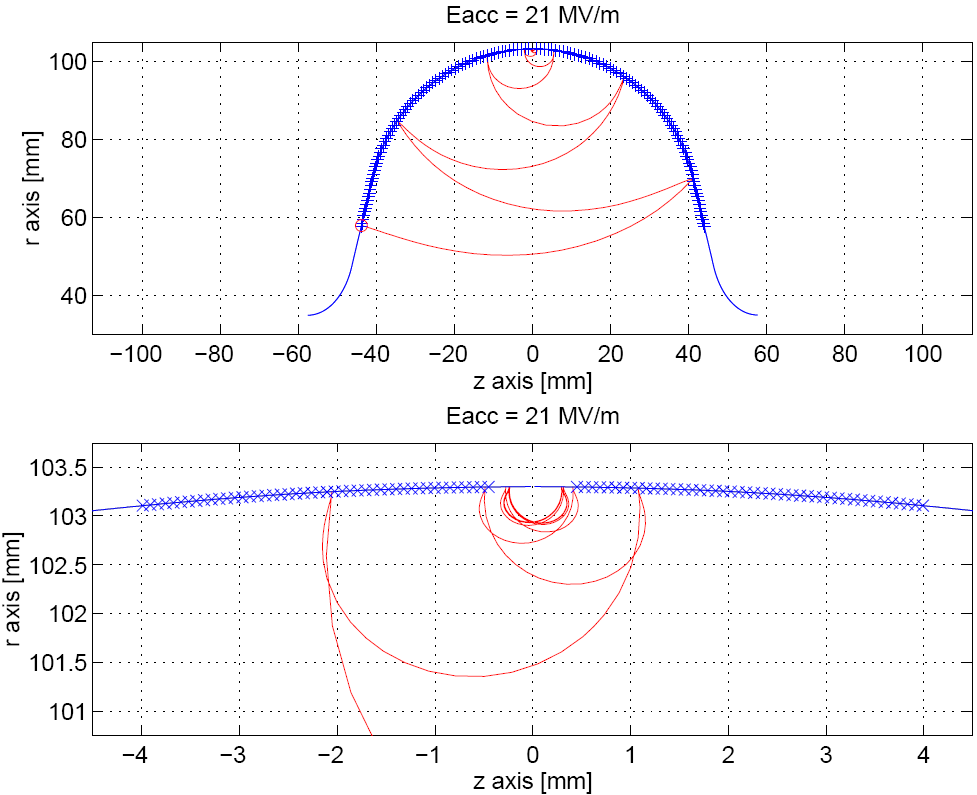 Eacc = 21 MV/m
100
80
60
40
r axis [mm]
−100 −80 −60 −40 −20 0 20 40 60 80 100
z axis [mm]
Eacc = 21 MV/m
103.5
103
102.5
102
101.5
101
r axis [mm]
−4 −3 −2 −1 0 1 2 3 4
z axis [mm]